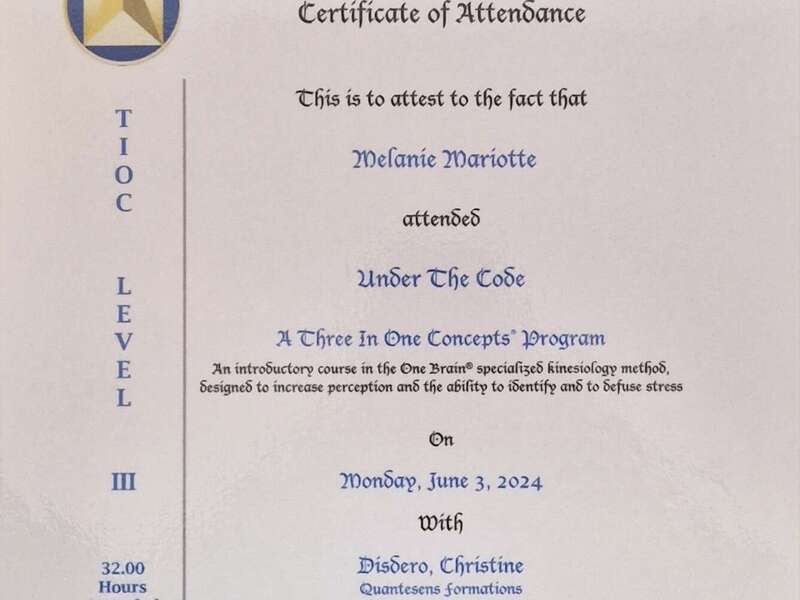 Certificate of Attendance
This is to attest to the fact that
Melanie Mariotte
attended
Under The Code
A Three In One Concepts® Program
An introductory course in the One Brain® specialized kinesiology method,
designed to increase perception and the ability to identify and to defuse stress
On
Monday, June 3, 2024
With
Disdero, Christine
Quantesens Formations
TIOC
LEVEL
III
32.00
Hours